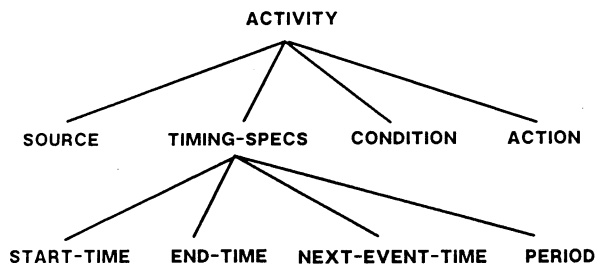 ACTIVITY
SOURCE TIMING-SPECS CONDITION ACTION
START-TIME END-TIME NEXT-EVENT-TIME PERIOD